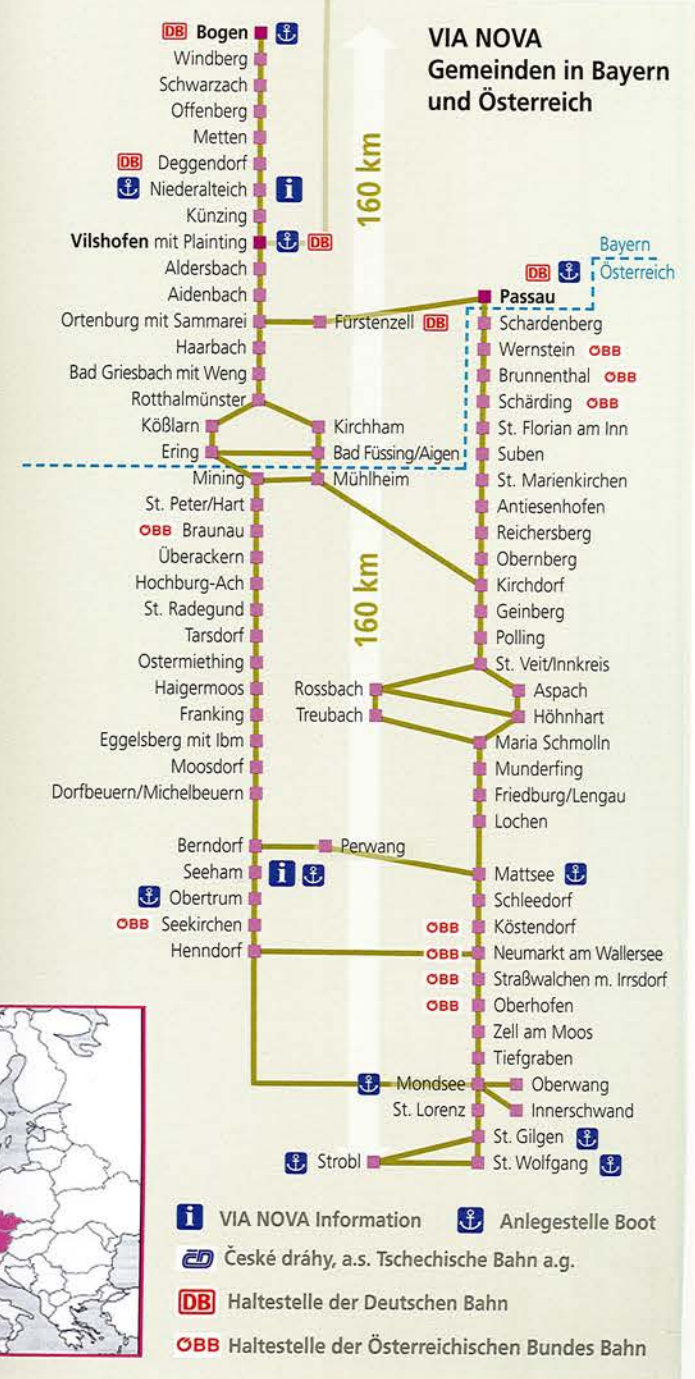 VIA NOVA
Gemeinden in Bayern
und Österreich
DB Bogen
Windberg
Schwarzach
Offenberg
Metten
DB Deggendorf
Niederalteich i
Künzing
Vilshofen mit Plainting DB
Aldersbach
Aidenbach
Ortenburg mit Sammarei
Fürstenzell DB
Haarbach
Bad Griesbach mit Weng
Rotthalmünster
Kößlarn
Kirchham
Ering
Bad Füssing/Aigen
Mining
Mühlheim
St. Peter/Hart
ÖBB Braunau
Überackern
Hochburg-Ach
St. Radegund
Tarsdorf
Ostermiething
Haigermoos
Franking
Eggelsberg mit Ibm
Moosdorf
Dorfbeuern/Michelbeuern
Berndorf
Perwang
Seeham i
Obertrum
ÖBB Seekirchen
Henndorf
160 km
160 km
Bayern
Österreich
DB
Passau
Schardenberg
Wernstein ÖBB
Brunnenthal ÖBB
Schärding ÖBB
St. Florian am Inn
Suben
St. Marienkirchen
Antiesenhofen
Reichersberg
Obernberg
Kirchdorf
Geinberg
Polling
St. Veit/Innkreis
Rossbach
Aspach
Treubach
Höhnhart
Maria Schmolln
Munderfing
Friedburg/Lengau
Lochen
Mattsee
Schleedorf
ÖBB Köstendorf
ÖBB Neumarkt am Wallersee
ÖBB Straßwalchen m. Irrsdorf
ÖBB Oberhofen
Zell am Moos
Tiefgraben
Mondsee
Oberwang
St. Lorenz
Innerschwand
St. Gilgen
Strobl
St. Wolfgang
i VIA NOVA Information
Anlegestelle Boot
ČD České dráhy, a.s. Tschechische Bahn a.g.
DB Haltestelle der Deutschen Bahn
ÖBB Haltestelle der Österreichischen Bundes Bahn